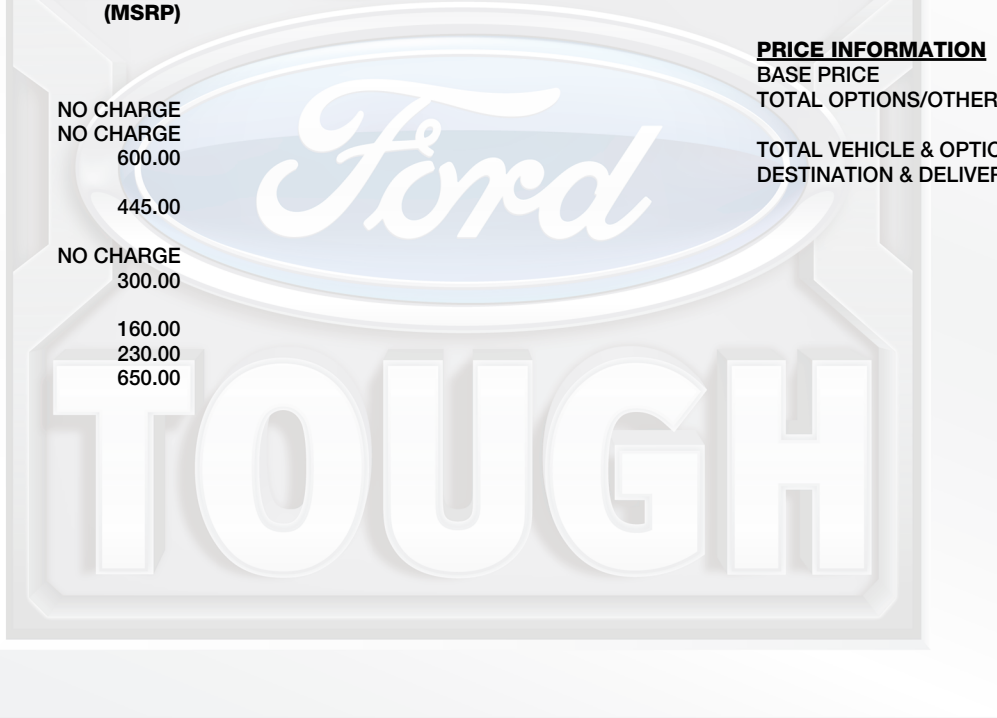 (MSRP)
NO CHARGE
NO CHARGE
600.00
445.00
NO CHARGE
300.00
160.00
230.00
650.00
PRICE INFORMATION
BASE PRICE
TOTAL OPTIONS/OTHER
TOTAL VEHICLE & OPTIO
DESTINATION & DELIVER
Ford
TOUGH